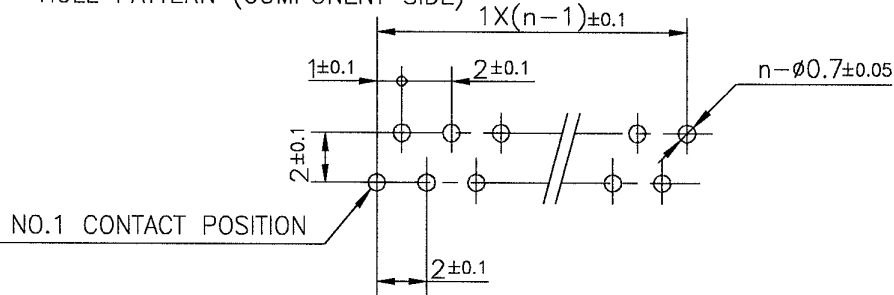 HOLE PATTERN (COMPONENT SIDE)
1X(n-1)±0.1
1±0.1
2±0.1
n-ø0.7±0.05
2±0.1
NO.1 CONTACT POSITION
2±0.1